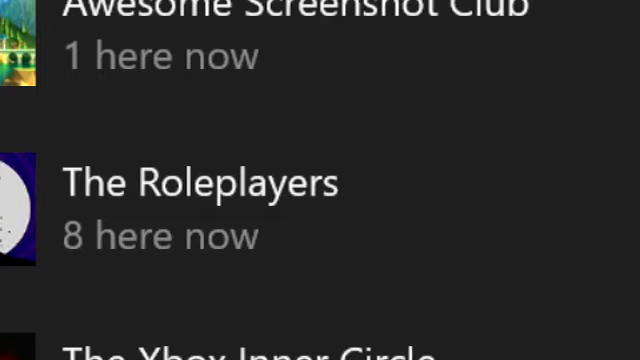 Awesome Screenshot Club
1 here now
The Roleplayers
8 here now
The Xbox Inner Circle